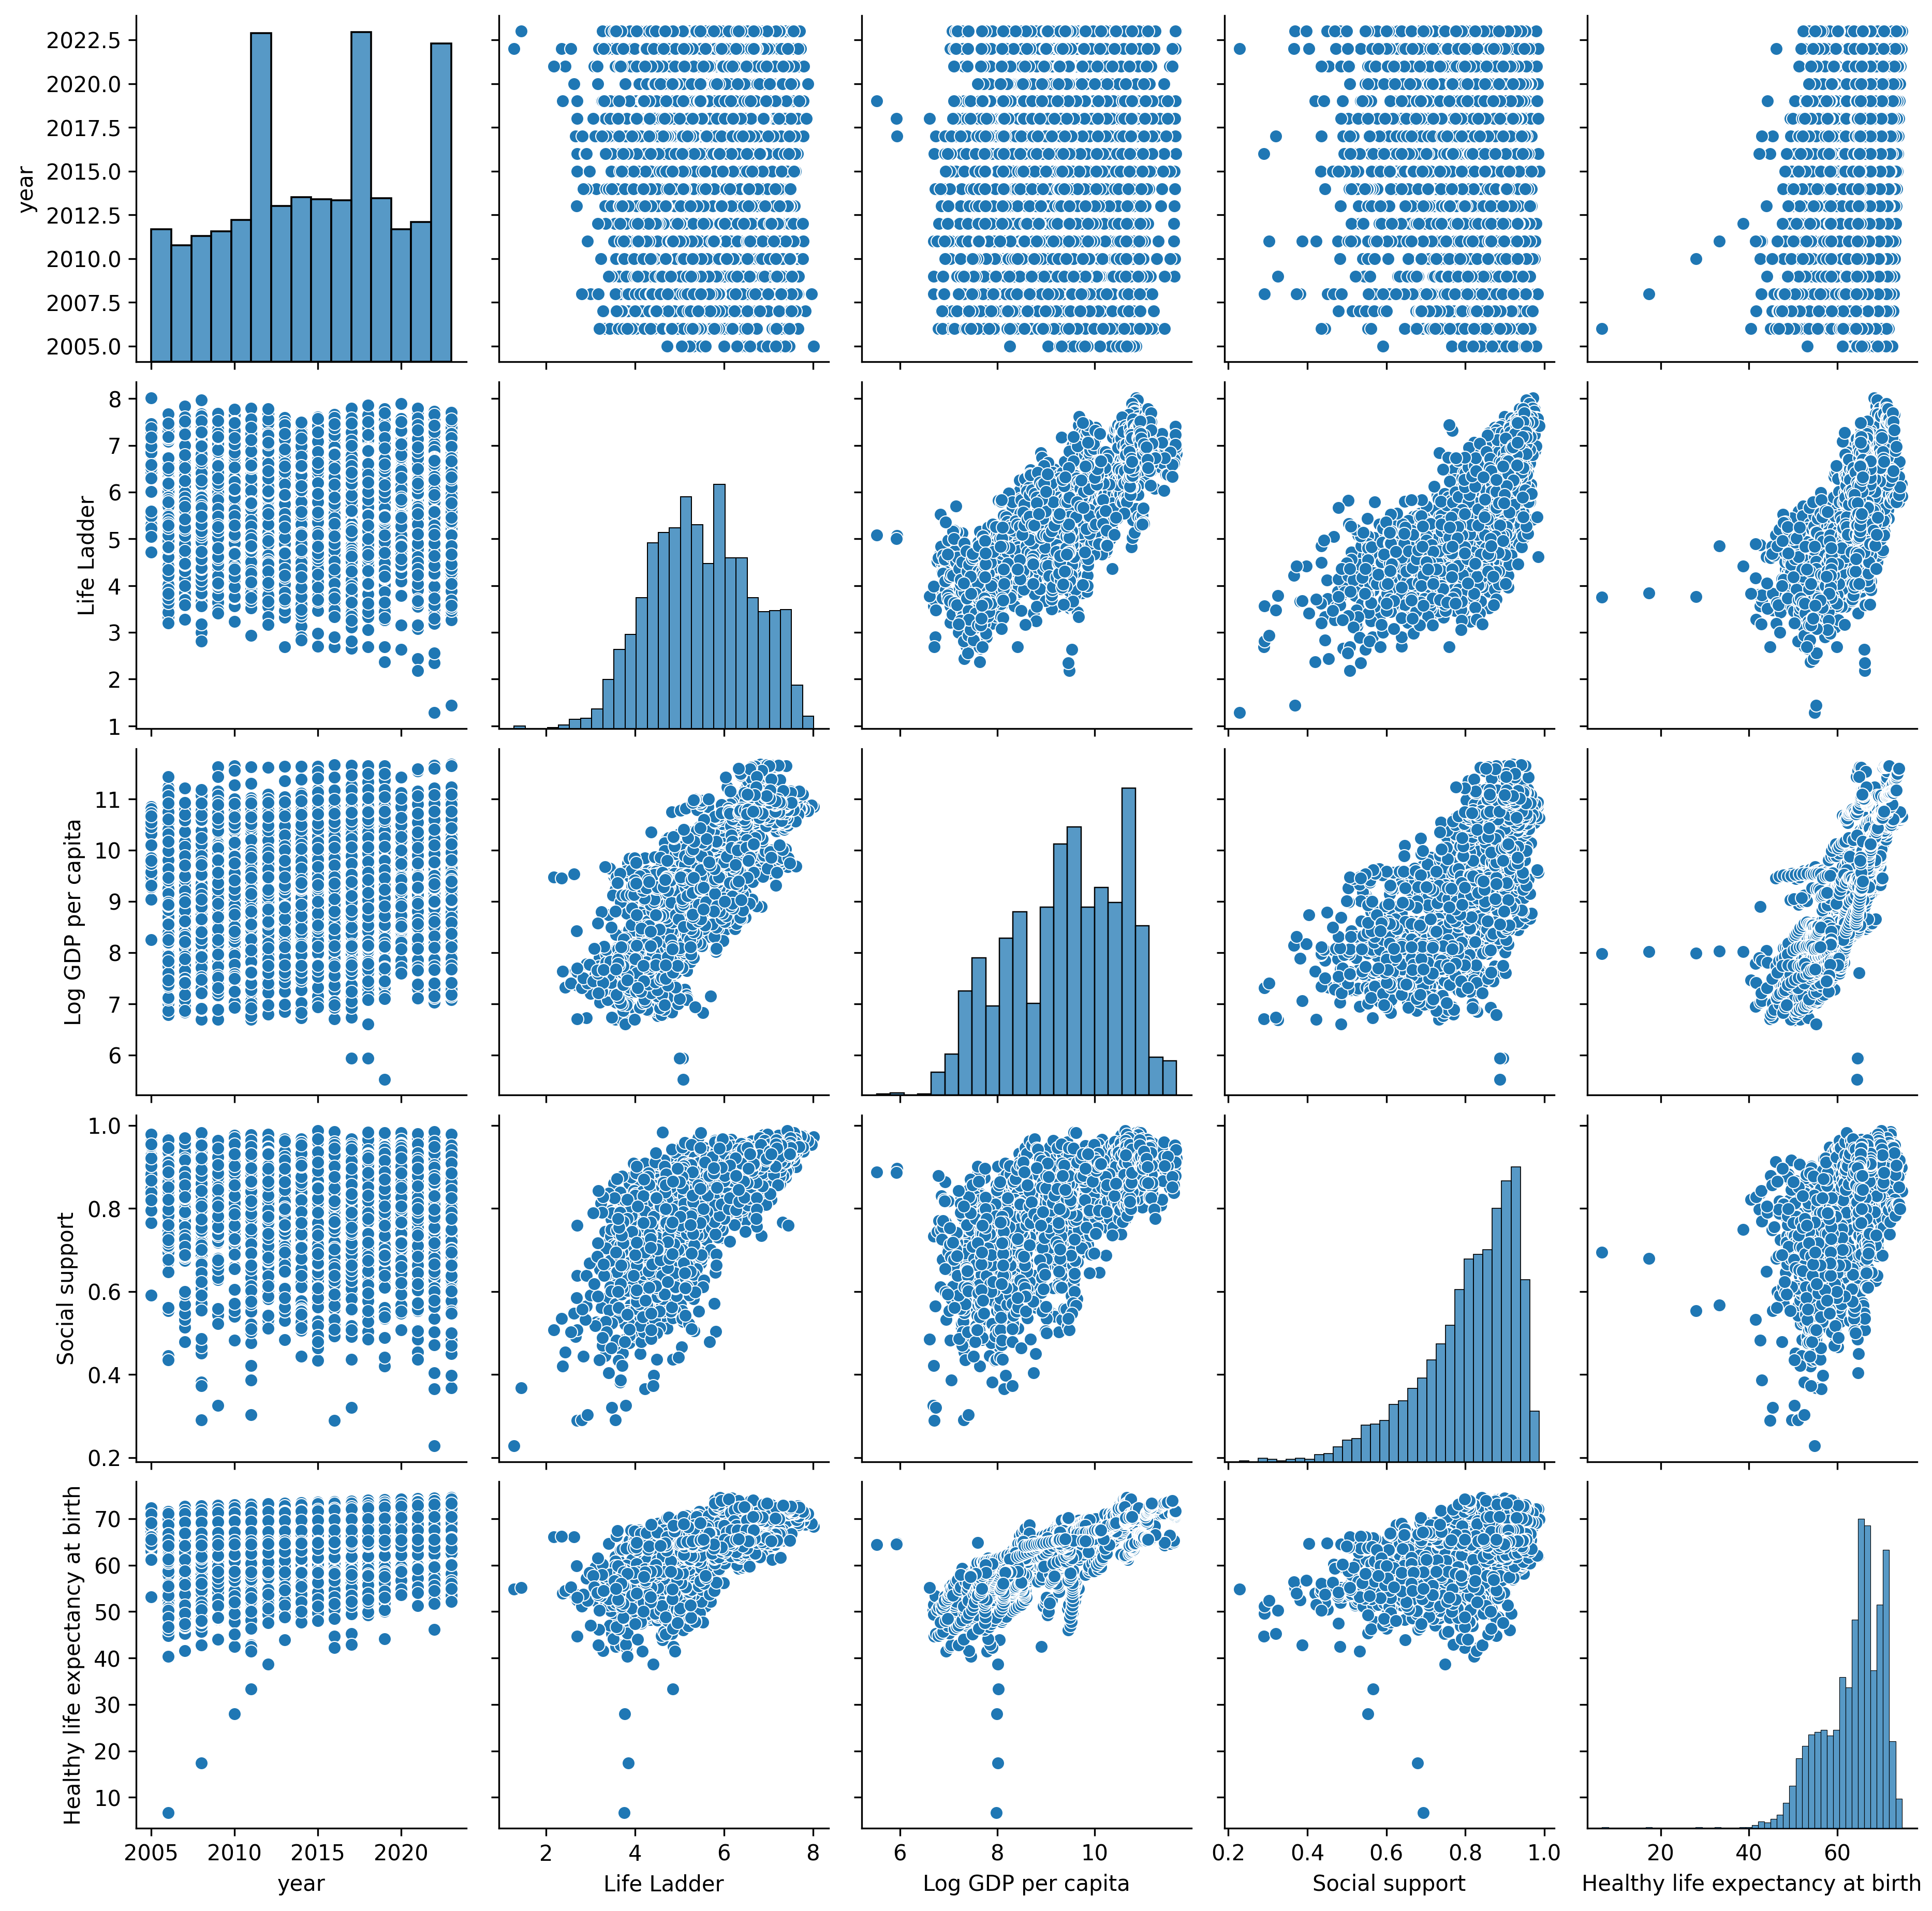 2022.5
2020.0
2017.5
2015.0
2012.5
2010.0
2007.5
2005.0
year
8
7
6
5
4
3
2
1
Life Ladder
11
10
9
8
7
6
Log GDP per capita
1.0
0.8
0.6
0.4
0.2
Social support
70
60
50
40
30
20
10
Healthy life expectancy at birth
2005 2010 2015 2020
2 4 6 8
6 8 10
0.2 0.4 0.6 0.8 1.0
20 40 60
year
Life Ladder
Log GDP per capita
Social support
Healthy life expectancy at birth